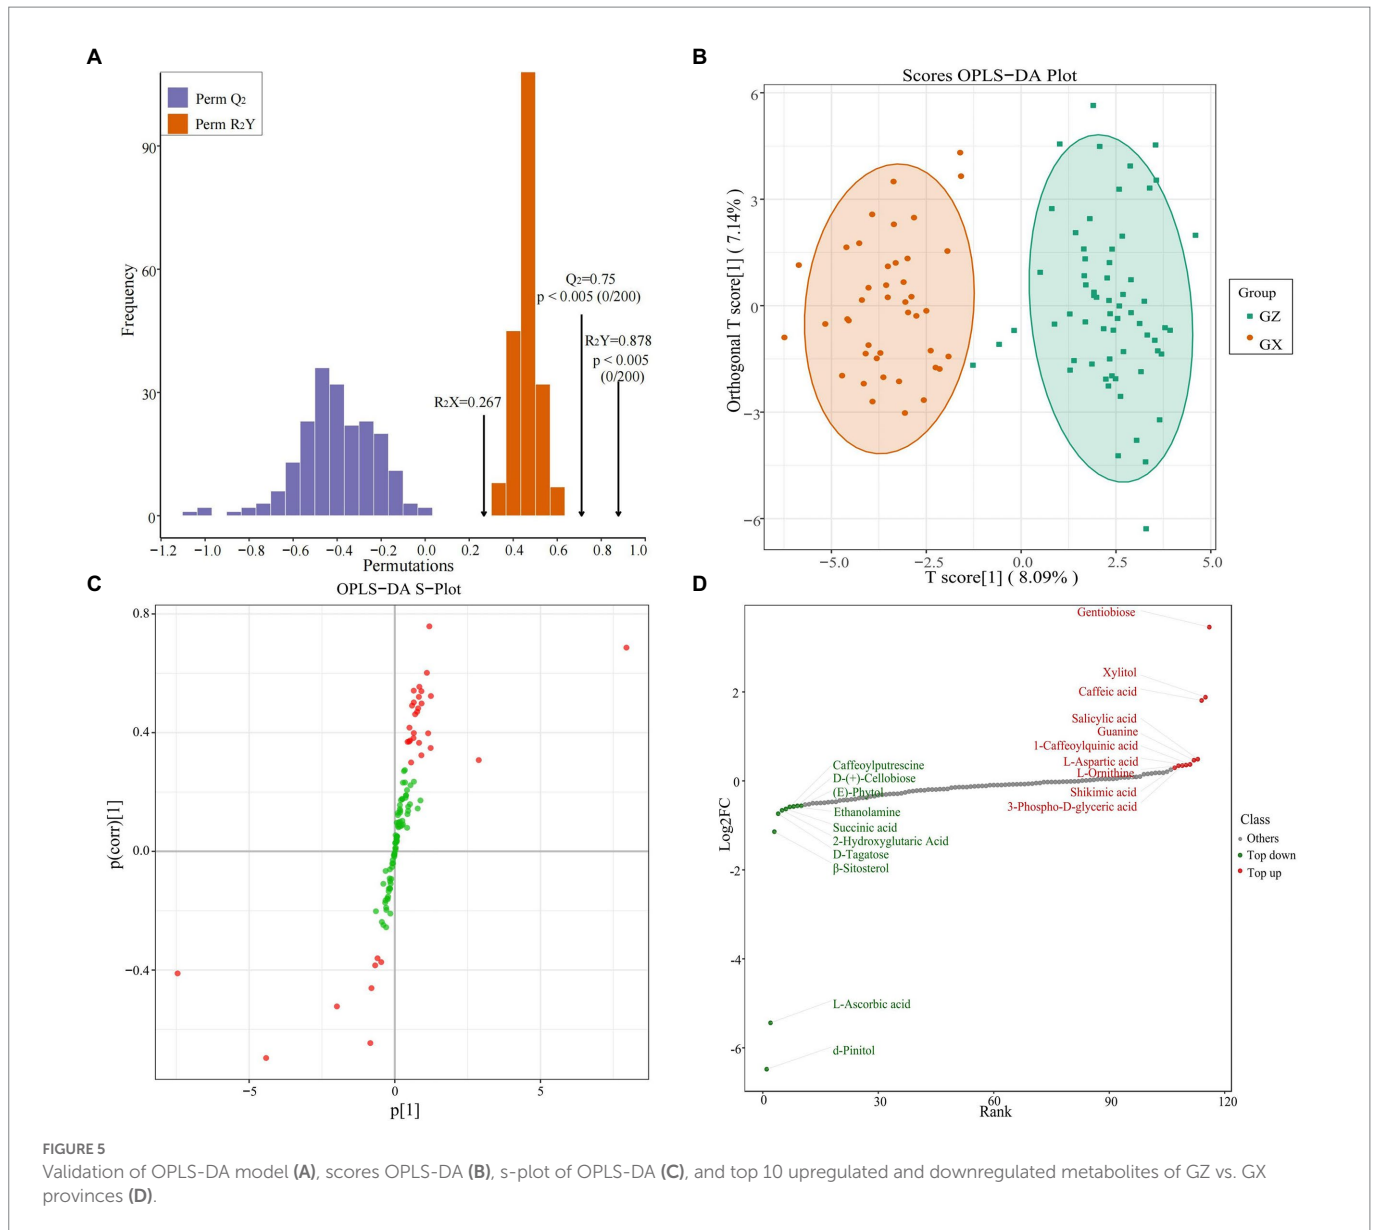 A
Perm Q2
Perm R2Y
90
60
30
0
Frequency
Q2=0.75
p < 0.005 (0/200)
R2Y=0.878
p < 0.005
(0/200)
R2X=0.267
−1.2 −1.0 −0.8 −0.6 −0.4 −0.2 0.0 0.2 0.4 0.6 0.8 1.0
Permutations
B
Scores OPLS−DA Plot
6
3
0
−3
−6
Orthogonal T score[1] ( 7.14% )
−5.0 −2.5 0.0 2.5 5.0
T score[1] ( 8.09% )
Group
GZ
GX
C
OPLS−DA S-Plot
0.8
0.4
0.0
−0.4
p(corr)[1]
−5 0 5
p[1]
D
Gentiobiose
Xylitol
Caffeic acid
Salicylic acid
Guanine
1-Caffeoylquinic acid
L-Aspartic acid
L-Ornithine
Shikimic acid
3-Phospho-D-glyceric acid
Caffeoylputrescine
D-(+)-Cellobiose
(E)-Phytol
Ethanolamine
Succinic acid
2-Hydroxyglutaric Acid
D-Tagatose
β-Sitosterol
L-Ascorbic acid
d-Pinitol
2
0
-2
-4
-6
Log2FC
0 30 60 90 120
Rank
Class
Others
Top down
Top up
FIGURE 5
Validation of OPLS-DA model (A), scores OPLS-DA (B), s-plot of OPLS-DA (C), and top 10 upregulated and downregulated metabolites of GZ vs. GX
provinces (D).